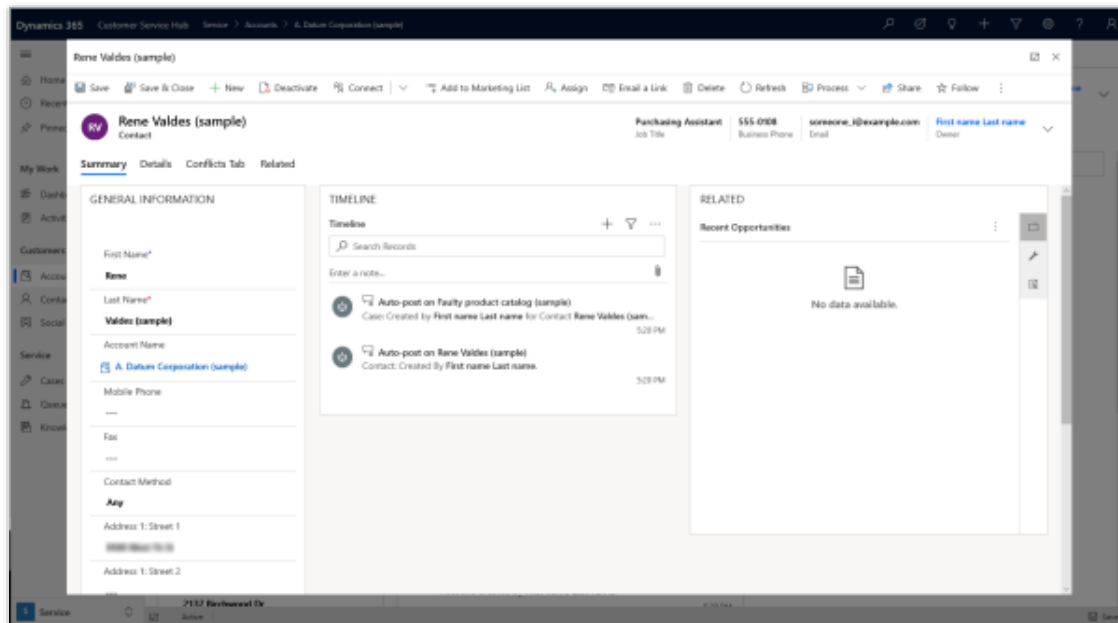 Dynamics 365 Customer Service Hub Service > Accounts > A. Datum Corporation (sample)
Rene Valdes (sample)
Save Save & Close New Deactivate Connect Add to Marketing List Assign Email a Link Delete Refresh Process Share Follow
RV
Rene Valdes (sample)
Contact
Purchasing Assistant
Job Title
555-0108
Business Phone
someone_i@example.com
Email
First name Last name
Owner
Summary Details Conflicts Tab Related
Home
My Work
Customers
Social
Service
Cases
GENERAL INFORMATION
First Name*
Rene
Last Name*
Valdes (sample)
Account Name
A. Datum Corporation (sample)
Mobile Phone
---
Fax
---
Contact Method
Any
Address 1: Street 1
Address 1: Street 2
TIMELINE
Timeline
Search Records
Enter a note...
Auto-post on Faulty product catalog (sample)
Case: Created by First name Last name for Contact Rene Valdes (sam...
5:20 PM
Auto-post on Rene Valdes (sample)
Contact: Created By First name Last name.
5:20 PM
RELATED
Recent Opportunities
No data available.
S Service
2137 Birchwood Dr
Active